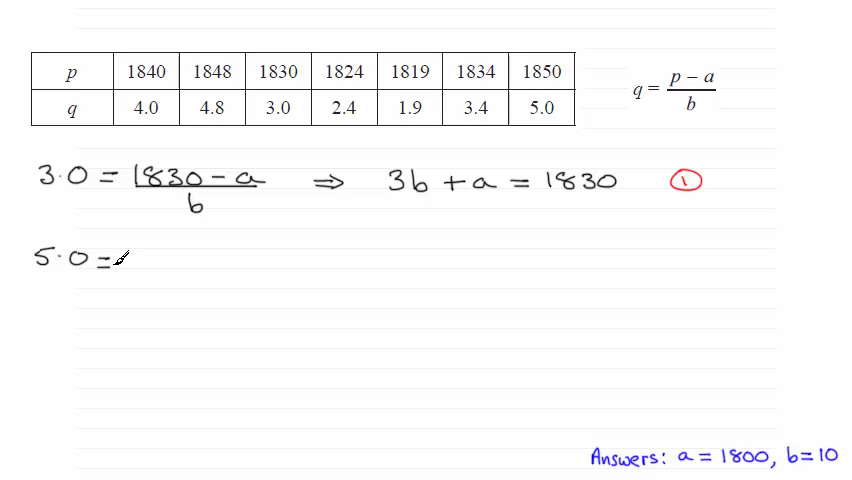 p 1840 1848 1830 1824 1819 1834 1850
q 4.0 4.8 3.0 2.4 1.9 3.4 5.0
q = (p – a)/b
3·0 = (1830 – a)/b ⇒ 3b + a = 1830 ①
5·0 =
Answers: a = 1800, b = 10